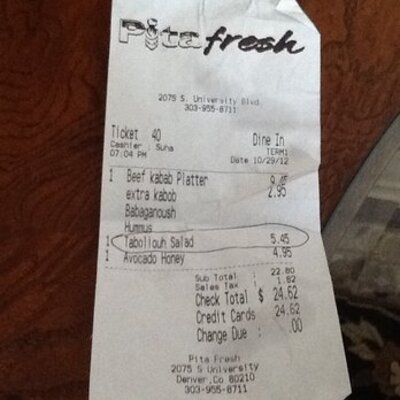 Pita fresh
2075 S. University Blvd
303-955-8711
Ticket 40 Dine In
Cashier : Suha TERM1
07:04 PM Date 10/29/12
1 Beef kabab Platter 9.45
extra kabob 2.95
Babaganoush
Hummus
1 Tabollouh Salad 5.45
1 Avocado Honey 4.95
Sub Total : 22.80
Sales Tax : 1.82
Check Total $ 24.62
Credit Cards : 24.62
Change Due : .00
Pita Fresh
2075 S University
Denver,Co 80210
303-955-8711